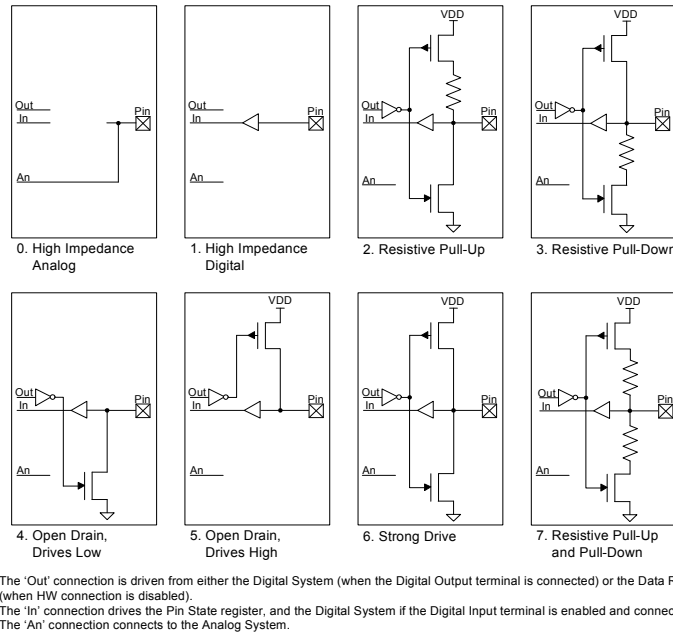 Out
In
Pin
An
0. High Impedance
Analog
Out
In
Pin
An
1. High Impedance
Digital
VDD
Out
In
Pin
An
2. Resistive Pull-Up
VDD
Out
In
Pin
An
3. Resistive Pull-Down
Out
In
Pin
An
4. Open Drain,
Drives Low
VDD
Out
In
Pin
An
5. Open Drain,
Drives High
VDD
Out
In
Pin
An
6. Strong Drive
VDD
Out
In
Pin
An
7. Resistive Pull-Up
and Pull-Down
The ‘Out’ connection is driven from either the Digital System (when the Digital Output terminal is connected) or the Data
(when HW connection is disabled).
The ‘In’ connection drives the Pin State register, and the Digital System if the Digital Input terminal is enabled and
The ‘An’ connection connects to the Analog System.